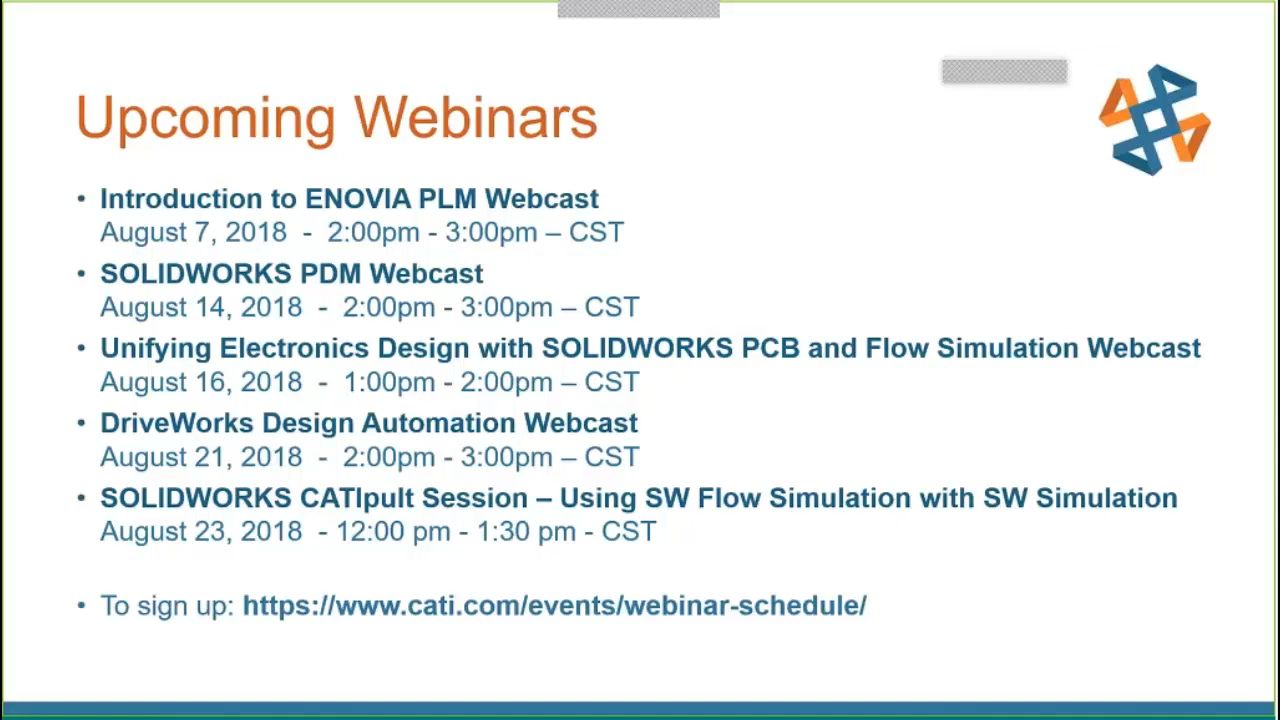 Upcoming Webinars
• Introduction to ENOVIA PLM Webcast
August 7, 2018 - 2:00pm - 3:00pm – CST
• SOLIDWORKS PDM Webcast
August 14, 2018 - 2:00pm - 3:00pm – CST
• Unifying Electronics Design with SOLIDWORKS PCB and Flow Simulation Webcast
August 16, 2018 - 1:00pm - 2:00pm – CST
• DriveWorks Design Automation Webcast
August 21, 2018 - 2:00pm - 3:00pm – CST
• SOLIDWORKS CATIpult Session – Using SW Flow Simulation with SW Simulation
August 23, 2018 - 12:00 pm - 1:30 pm - CST
• To sign up: https://www.cati.com/events/webinar-schedule/